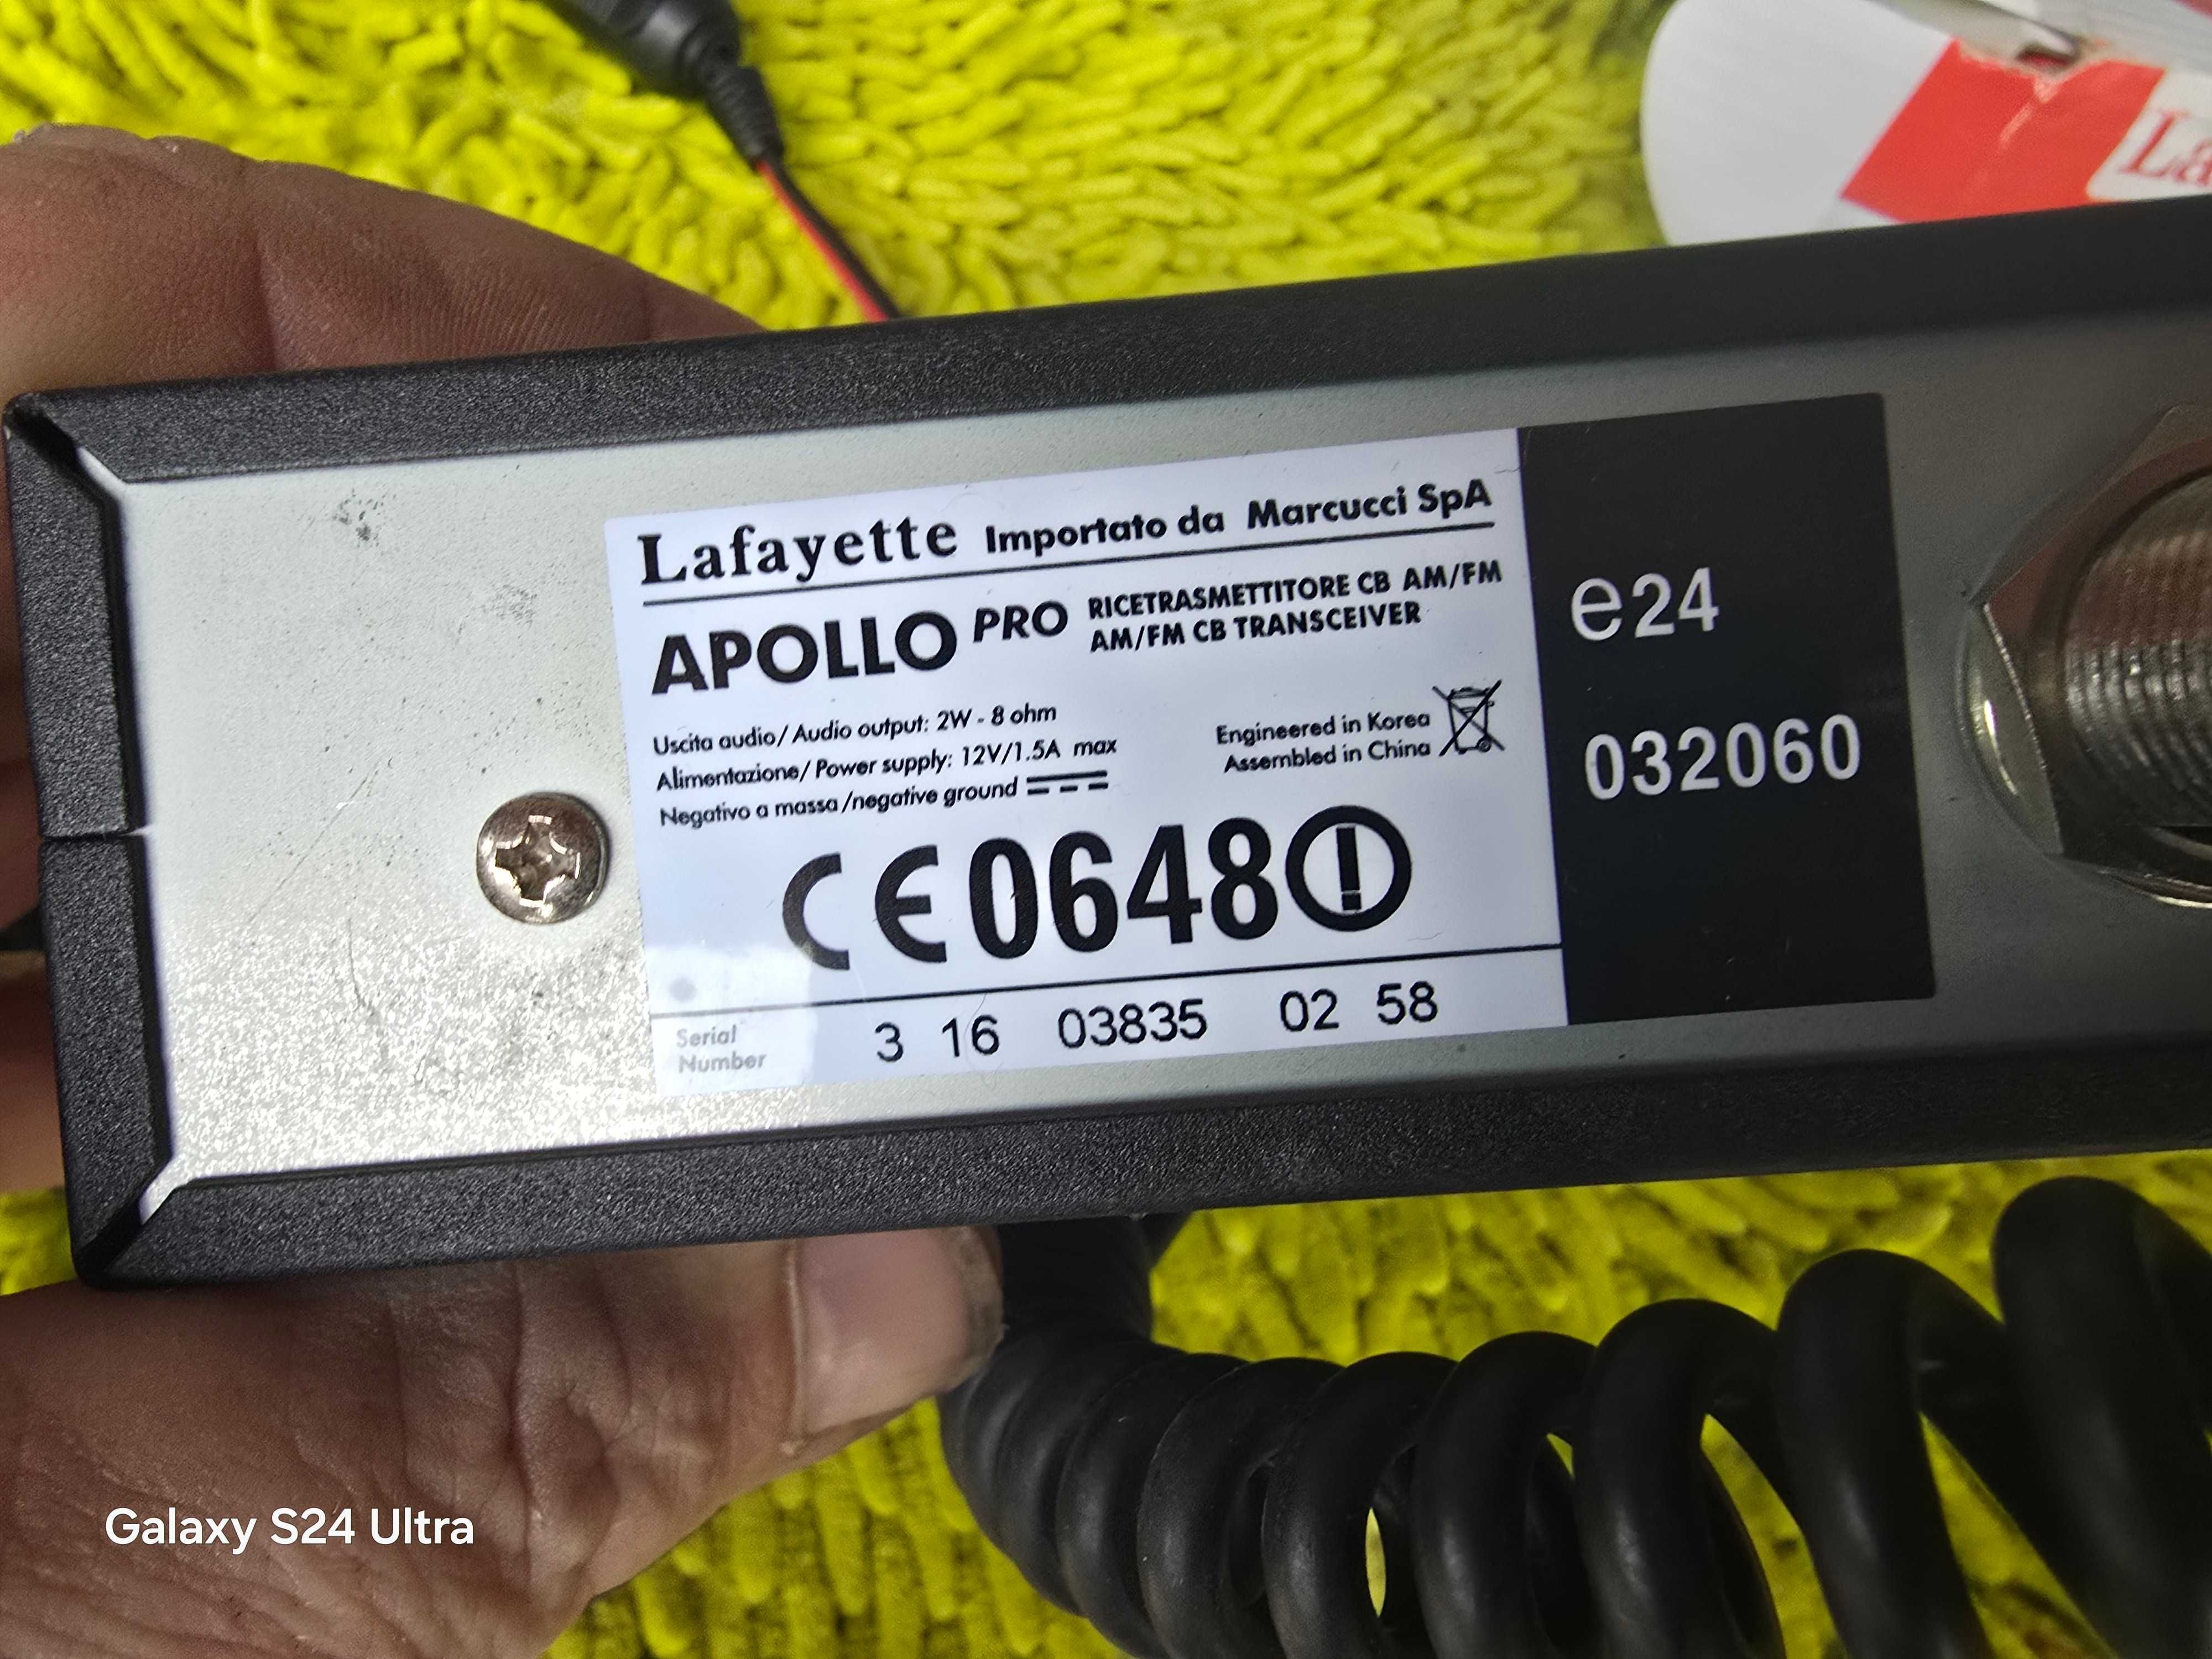 La
Lafayette Importato da Marcucci SpA
APOLLO PRO RICETRASMETTITORE CB AM/FM
AM/FM CB TRANSCEIVER
Uscita audio/ Audio output: 2W - 8 ohm
Alimentazione/ Power supply: 12V/1.5A max
Negativo a massa /negative ground
Engineered in Korea
Assembled in China
CE0648
Serial
Number
3 16 03835 02 58
e24
032060
Galaxy S24 Ultra